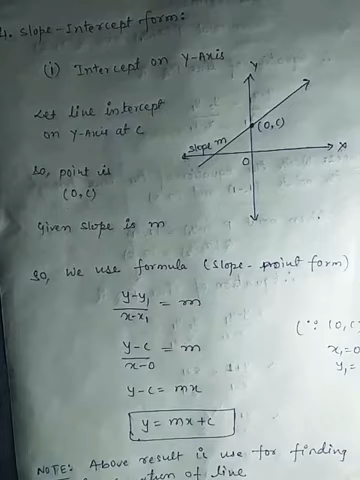 4. Slope-Intercept form:
(i) Intercept on Y-Axis
Let line intercept
on Y-Axis at C
So, point is
(0,C)
Given slope is m
Y
(0,C)
slope m
X
O
So, We use formula (Slope-point form)
y-y₁/x-x₁ = m
y-c/x-0 = m
y-c = mx
y = mx+c
(∵ (0,C)
x₁=0
y₁=
NOTE: Above result is use for finding
of line